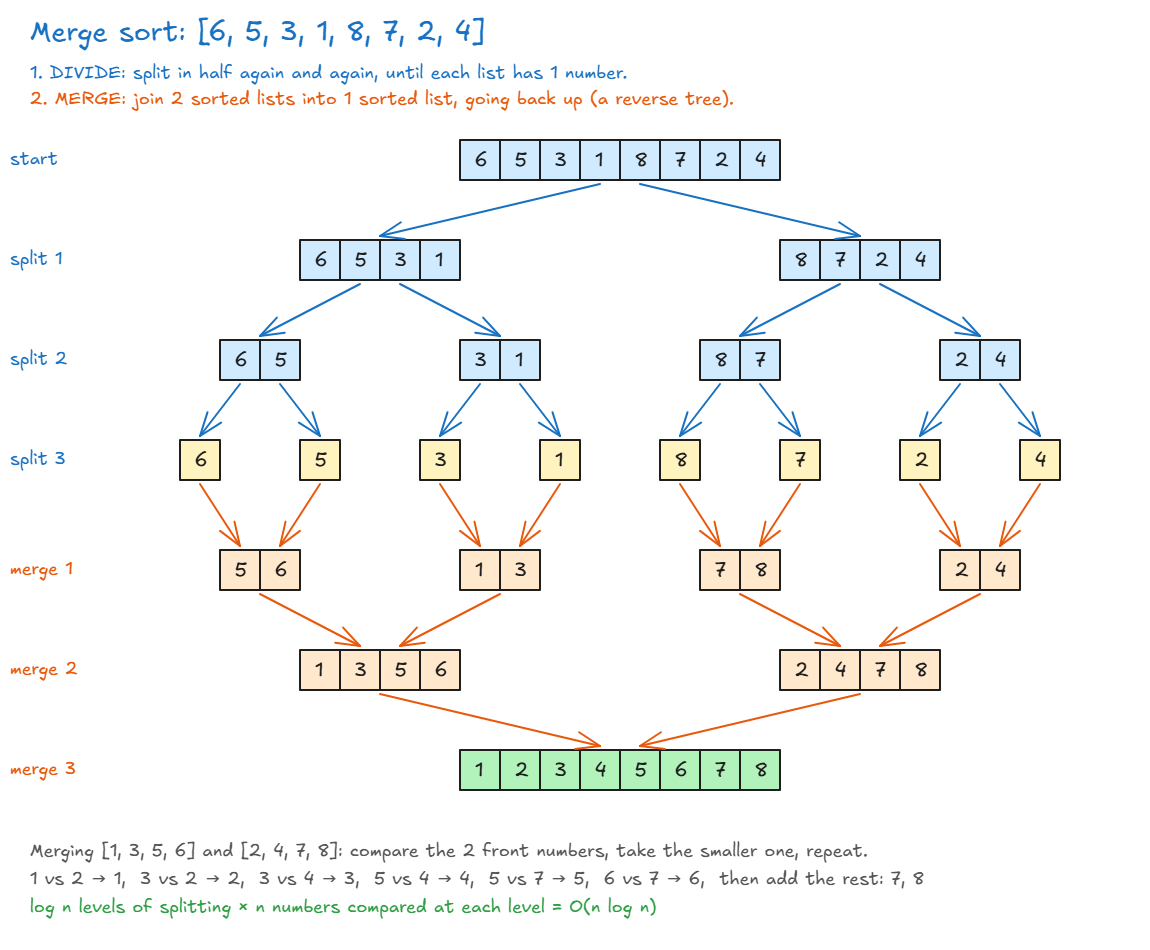 Merge sort: [6, 5, 3, 1, 8, 7, 2, 4]
1. DIVIDE: split in half again and again, until each list has 1 number.
2. MERGE: join 2 sorted lists into 1 sorted list, going back up (a reverse tree).
start 6 5 3 1 8 7 2 4
split 1 6 5 3 1 8 7 2 4
split 2 6 5 3 1 8 7 2 4
split 3 6 5 3 1 8 7 2 4
merge 1 5 6 1 3 7 8 2 4
merge 2 1 3 5 6 2 4 7 8
merge 3 1 2 3 4 5 6 7 8
Merging [1, 3, 5, 6] and [2, 4, 7, 8]: compare the 2 front numbers, take the smaller one, repeat.
1 vs 2 → 1, 3 vs 2 → 2, 3 vs 4 → 3, 5 vs 4 → 4, 5 vs 7 → 5, 6 vs 7 → 6, then add the rest: 7, 8
log n levels of splitting × n numbers compared at each level = O(n log n)